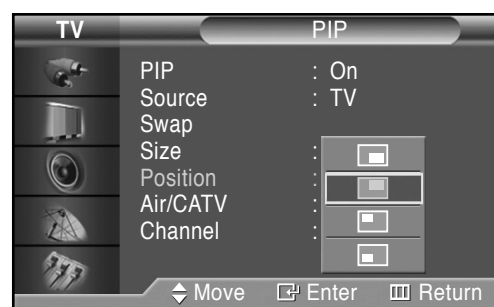 TV PIP
PIP : On
Source : TV
Swap
Size :
Position :
Air/CATV :
Channel :
Move Enter Return